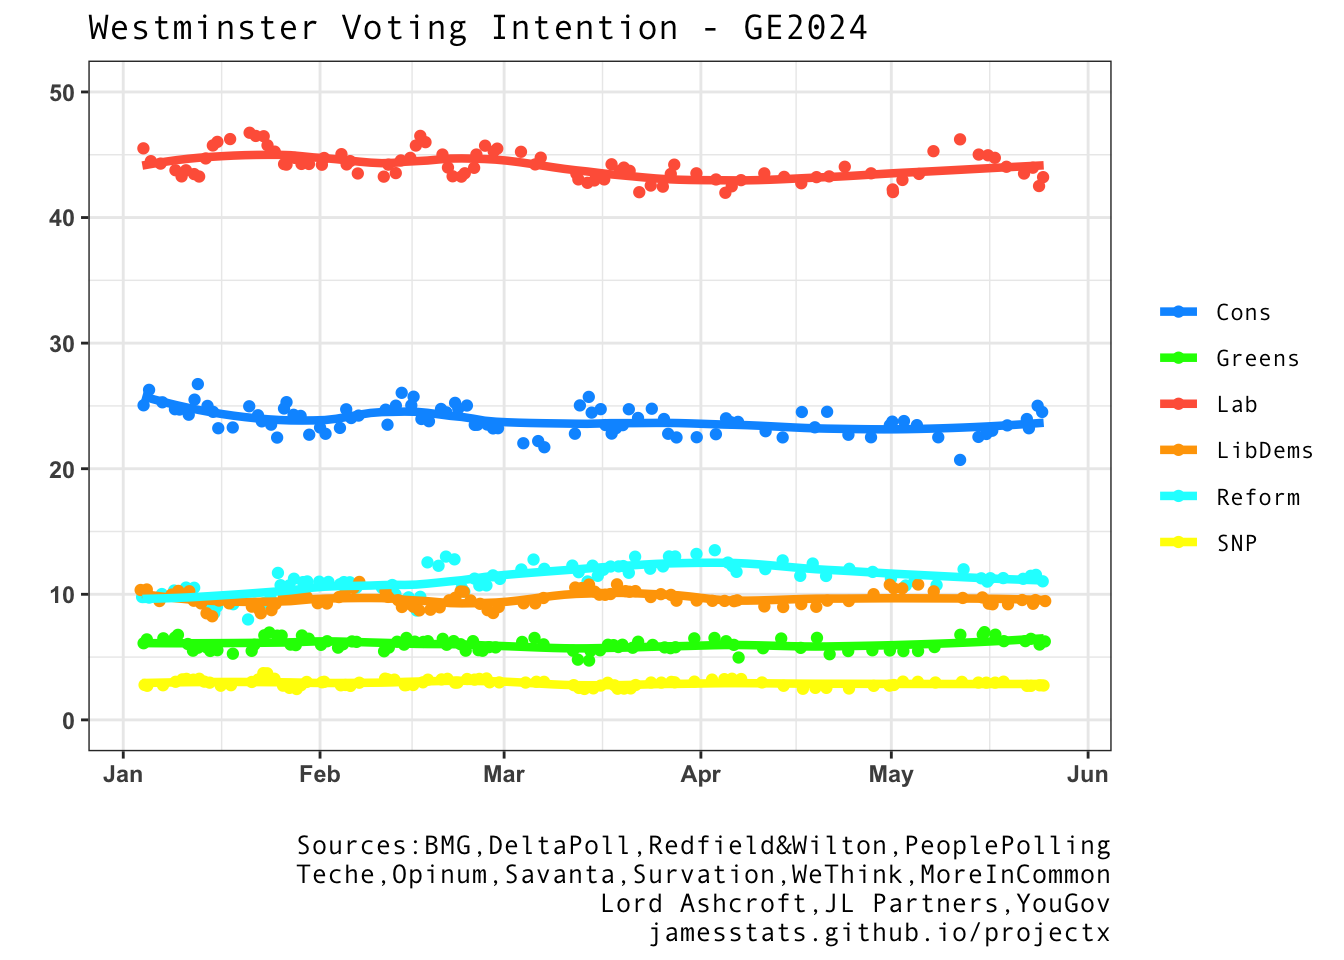 Westminster Voting Intention - GE2024
50
40
30
20
10
0
Jan Feb Mar Apr May Jun
Cons
Greens
Lab
LibDems
Reform
SNP
Sources:BMG,DeltaPoll,Redfield&Wilton,PeoplePolling
Teche,Opinum,Savanta,Survation,WeThink,MoreInCommon
Lord Ashcroft,JL Partners,YouGov
jamesstats.github.io/projectx